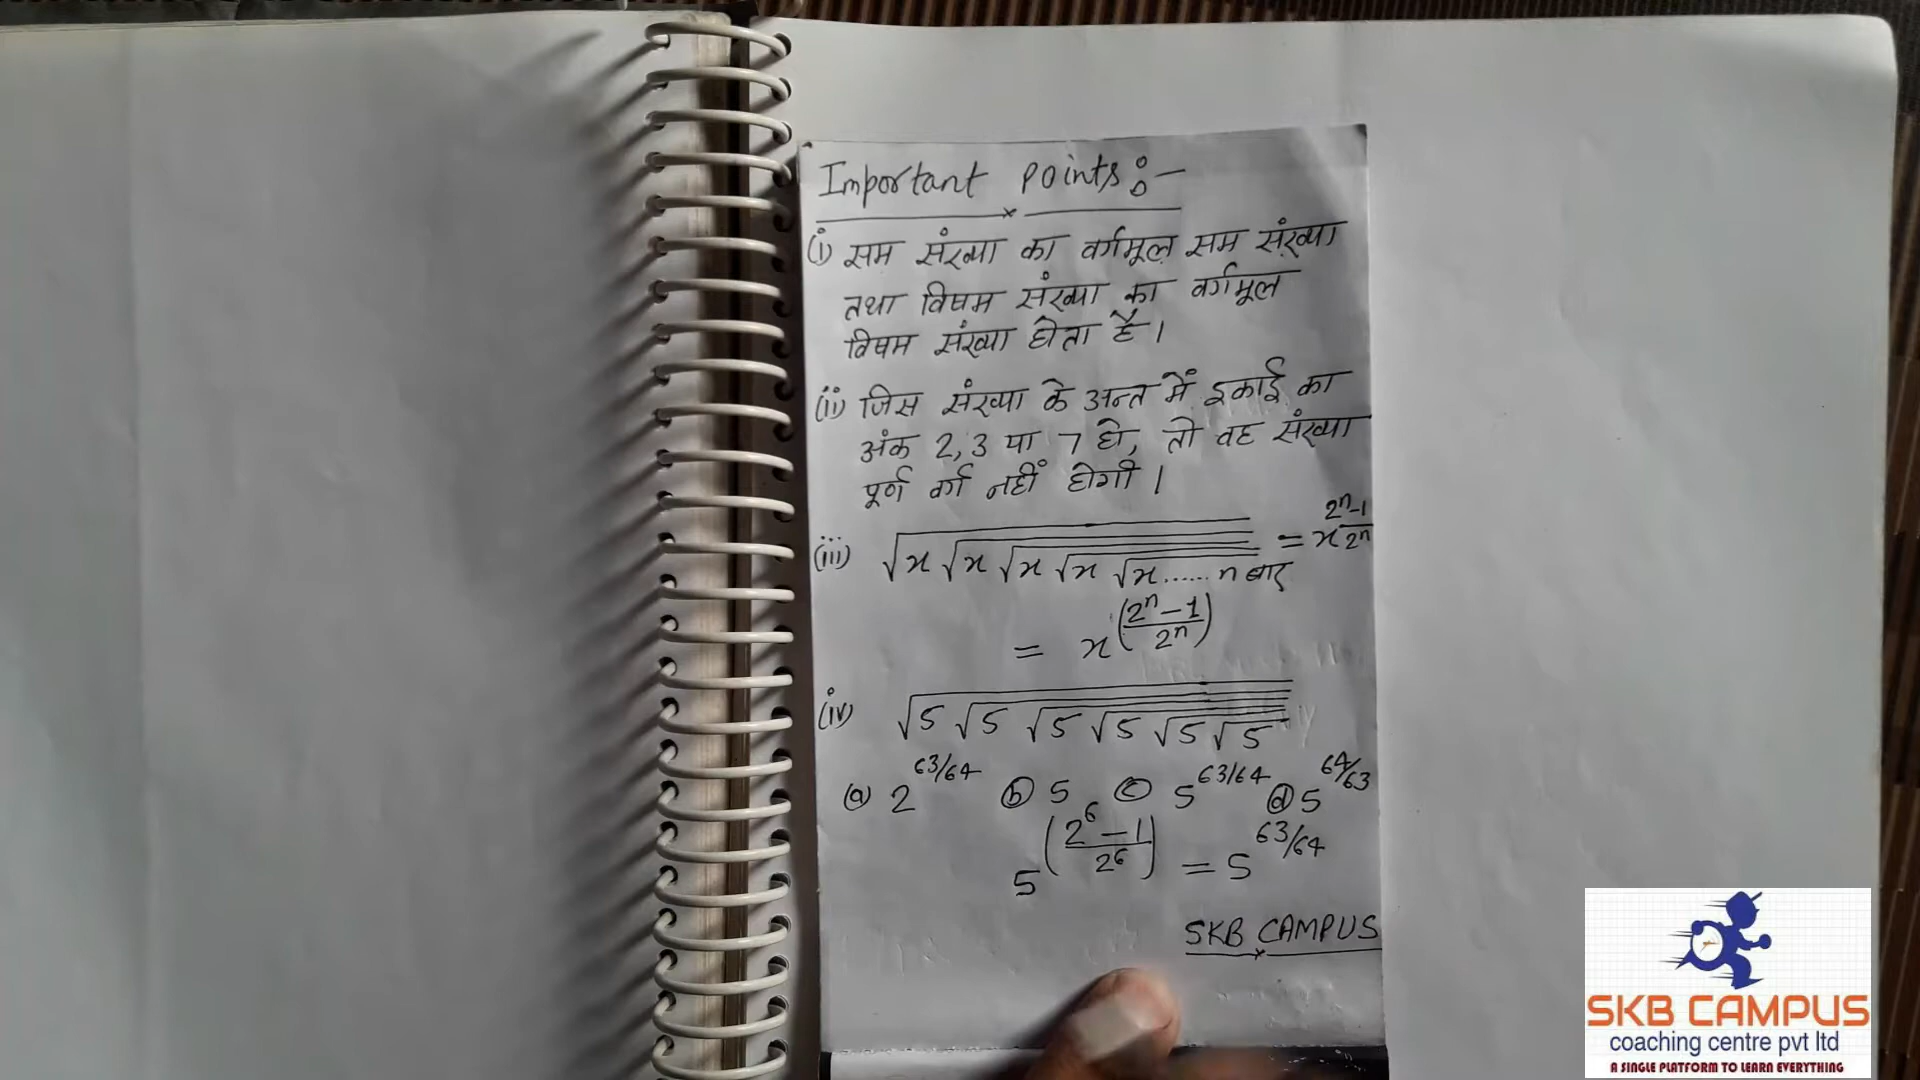 Important Points :-
(i) सम संख्या का वर्गमूल सम संख्या
तथा विषम संख्या का वर्गमूल
विषम संख्या होता है।
(ii) जिस संख्या के अन्त में इकाई का
अंक 2, 3 या 7 हो, तो वह संख्या
पूर्ण वर्ग नहीं होगी।
(iii) √x√x√x√x√x...... n बार = x^(2ⁿ-1/2ⁿ)
= x^((2ⁿ-1)/2ⁿ)
(iv) √5√5√5√5√5√5
(a) 2^63/64 (b) 5 (c) 5^63/64 (d) 5^64/63
5^((2⁶-1)/2⁶) = 5^63/64
SKB CAMPUS
SKB CAMPUS
coaching centre pvt ltd
A SINGLE PLATFORM TO LEARN EVERYTHING